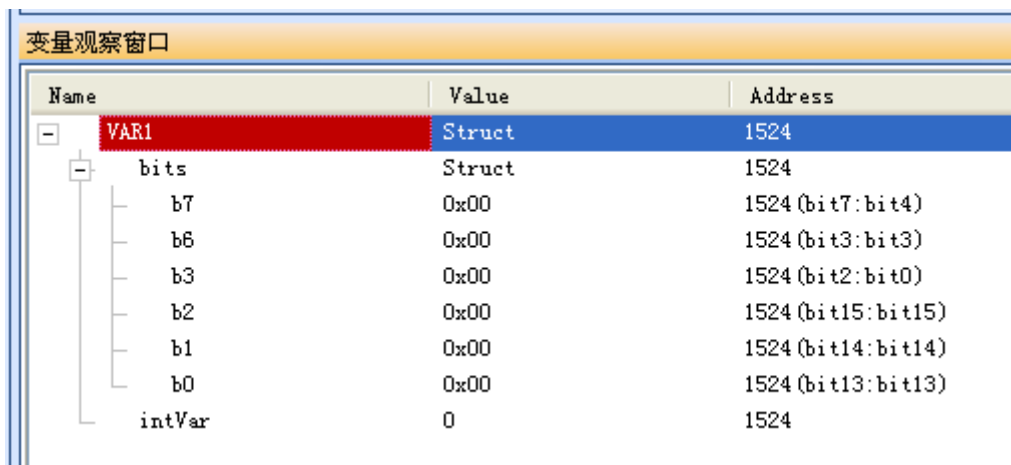 变量观察窗口
Name Value Address
VAR1 Struct 1524
bits Struct 1524
b7 0x00 1524(bit7:bit4)
b6 0x00 1524(bit3:bit3)
b3 0x00 1524(bit2:bit0)
b2 0x00 1524(bit15:bit15)
b1 0x00 1524(bit14:bit14)
b0 0x00 1524(bit13:bit13)
intVar 0 1524